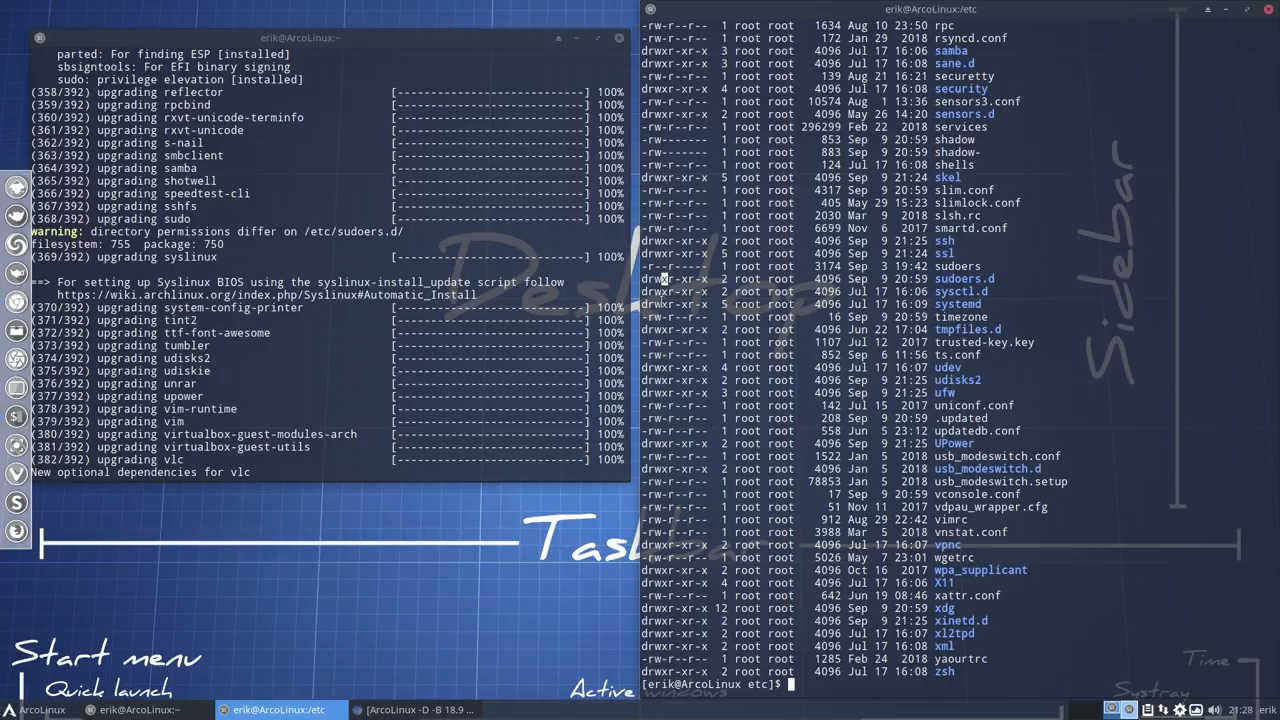 erik@ArcoLinux:~
parted: For finding ESP [installed]
sbsigntools: For EFI binary signing
sudo: privilege elevation [installed]
(358/392) upgrading reflector [------------------------------] 100%
(359/392) upgrading rpcbind [------------------------------] 100%
(360/392) upgrading rxvt-unicode-terminfo [------------------------------] 100%
(361/392) upgrading rxvt-unicode [------------------------------] 100%
(362/392) upgrading s-nail [------------------------------] 100%
(363/392) upgrading smbclient [------------------------------] 100%
(364/392) upgrading samba [------------------------------] 100%
(365/392) upgrading shotwell [------------------------------] 100%
(366/392) upgrading speedtest-cli [------------------------------] 100%
(367/392) upgrading sshfs [------------------------------] 100%
(368/392) upgrading sudo [------------------------------] 100%
warning: directory permissions differ on /etc/sudoers.d/
filesystem: 755  package: 750
(369/392) upgrading syslinux [------------------------------] 100%
==> For setting up Syslinux BIOS using the syslinux-install_update script follow
https://wiki.archlinux.org/index.php/Syslinux#Automatic_Install
(370/392) upgrading system-config-printer [------------------------------] 100%
(371/392) upgrading tint2 [------------------------------] 100%
(372/392) upgrading ttf-font-awesome [------------------------------] 100%
(373/392) upgrading tumbler [------------------------------] 100%
(374/392) upgrading udisks2 [------------------------------] 100%
(375/392) upgrading udiskie [------------------------------] 100%
(376/392) upgrading unrar [------------------------------] 100%
(377/392) upgrading upower [------------------------------] 100%
(378/392) upgrading vim-runtime [------------------------------] 100%
(379/392) upgrading vim [------------------------------] 100%
(380/392) upgrading virtualbox-guest-modules-arch [------------------------------] 100%
(381/392) upgrading virtualbox-guest-utils [------------------------------] 100%
(382/392) upgrading vlc [------------------------------] 100%
New optional dependencies for vlc
erik@ArcoLinux:/etc
-rw-r--r-- 1 root root 1634 Aug 10 23:50 rpc
-rw-r--r-- 1 root root 172 Jan 29 2018 rsyncd.conf
drwxr-xr-x 3 root root 4096 Jul 17 16:06 samba
drwxr-xr-x 3 root root 4096 Jul 17 16:08 sane.d
-rw-r--r-- 1 root root 139 Aug 21 16:21 securetty
drwxr-xr-x 4 root root 4096 Jul 17 16:08 security
-rw-r--r-- 1 root root 10574 Aug 1 13:36 sensors3.conf
drwxr-xr-x 2 root root 4096 May 26 14:20 sensors.d
-rw-r--r-- 1 root root 296299 Feb 22 2018 services
-rw------- 1 root root 853 Sep 9 20:59 shadow
-rw------- 1 root root 883 Sep 9 20:59 shadow-
-rw-r--r-- 1 root root 124 Jul 17 16:08 shells
drwxr-xr-x 5 root root 4096 Sep 9 21:24 skel
-rw-r--r-- 1 root root 4317 Sep 9 20:59 slim.conf
-rw-r--r-- 1 root root 405 May 29 15:23 slimlock.conf
-rw-r--r-- 1 root root 2030 Mar 9 2018 slsh.rc
-rw-r--r-- 1 root root 6699 Nov 6 2017 smartd.conf
drwxr-xr-x 2 root root 4096 Sep 9 21:25 ssh
drwxr-xr-x 5 root root 4096 Sep 9 21:24 ssl
-r--r----- 1 root root 3174 Sep 3 19:42 sudoers
drwxr-xr-x 2 root root 4096 Sep 9 20:59 sudoers.d
drwxr-xr-x 2 root root 4096 Jul 17 16:06 sysctl.d
drwxr-xr-x 5 root root 4096 Jul 17 16:08 systemd
-rw-r--r-- 1 root root 16 Sep 9 20:59 timezone
drwxr-xr-x 2 root root 4096 Jun 22 17:04 tmpfiles.d
-rw-r--r-- 1 root root 1107 Jul 12 2017 trusted-key.key
-rw-r--r-- 1 root root 852 Sep 6 11:56 ts.conf
drwxr-xr-x 4 root root 4096 Jul 17 16:07 udev
drwxr-xr-x 2 root root 4096 Sep 9 21:25 udisks2
drwxr-xr-x 3 root root 4096 Sep 9 21:25 ufw
-rw-r--r-- 1 root root 142 Jul 15 2017 uniconf.conf
-rw-r--r-- 1 root root 208 Sep 9 20:59 .updated
-rw-r--r-- 1 root root 558 Jun 5 23:12 updatedb.conf
drwxr-xr-x 2 root root 4096 Sep 9 21:25 UPower
-rw-r--r-- 1 root root 1522 Jan 5 2018 usb_modeswitch.conf
drwxr-xr-x 2 root root 4096 Jan 5 2018 usb_modeswitch.d
-rw-r--r-- 1 root root 78853 Jan 5 2018 usb_modeswitch.setup
-rw-r--r-- 1 root root 17 Sep 9 20:59 vconsole.conf
-rw-r--r-- 1 root root 51 Nov 11 2017 vdpau_wrapper.cfg
-rw-r--r-- 1 root root 912 Aug 29 22:42 vimrc
-rw-r--r-- 1 root root 3988 Mar 5 2018 vnstat.conf
drwxr-xr-x 2 root root 4096 Jul 17 16:07 vpnc
-rw-r--r-- 1 root root 5026 May 7 23:01 wgetrc
drwxr-xr-x 2 root root 4096 Oct 16 2017 wpa_supplicant
drwxr-xr-x 4 root root 4096 Jul 17 16:06 X11
-rw-r--r-- 1 root root 642 Jun 19 08:46 xattr.conf
drwxr-xr-x 12 root root 4096 Sep 9 20:59 xdg
drwxr-xr-x 2 root root 4096 Sep 9 21:25 xinetd.d
drwxr-xr-x 2 root root 4096 Jul 17 16:07 xl2tpd
drwxr-xr-x 2 root root 4096 Jul 17 16:06 xml
-rw-r--r-- 1 root root 1285 Feb 24 2018 yaourtrc
drwxr-xr-x 2 root root 4096 Jul 17 16:08 zsh
[erik@ArcoLinux etc]$
Desktop
Sidebar
Task
Start menu
Quick launch
Active windows
Time
Systray
ArcoLinux
erik@ArcoLinux:~
erik@ArcoLinux:/etc
[ArcoLinux -D -B 18.9 ...
21:28 erik